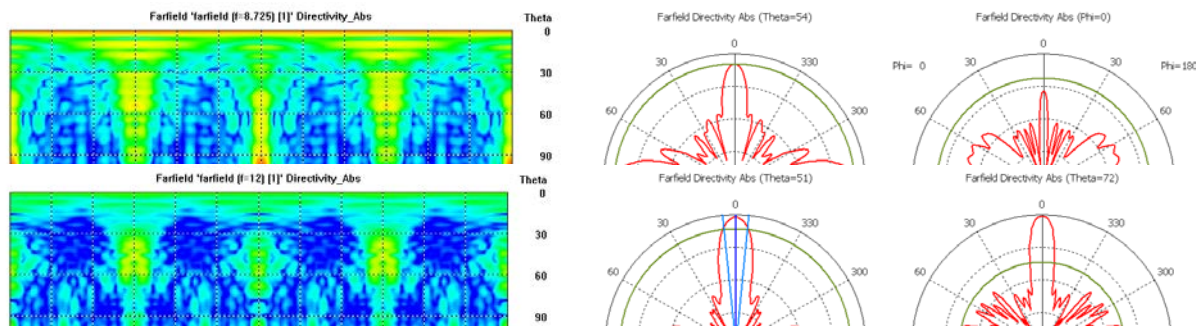 Farfield 'farfield (f=8.725) [1]' Directivity_Abs
Theta
0
30
60
90
Farfield 'farfield (f=12) [1]' Directivity_Abs
Theta
0
30
60
90
Farfield Directivity Abs (Theta=54)
0
30
330
60
300
Farfield Directivity Abs (Phi=0)
0
Phi= 0
30
30
Phi=180
60
60
Farfield Directivity Abs (Theta=51)
0
30
330
60
300
Farfield Directivity Abs (Theta=72)
0
30
330
60
300